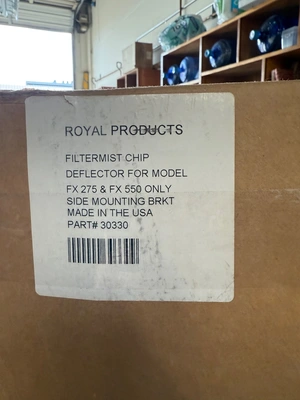 ROYAL PRODUCTS
FILTERMIST CHIP
DEFLECTOR FOR MODEL
FX 275 & FX 550 ONLY
SIDE MOUNTING BRKT
MADE IN THE USA
PART# 30330